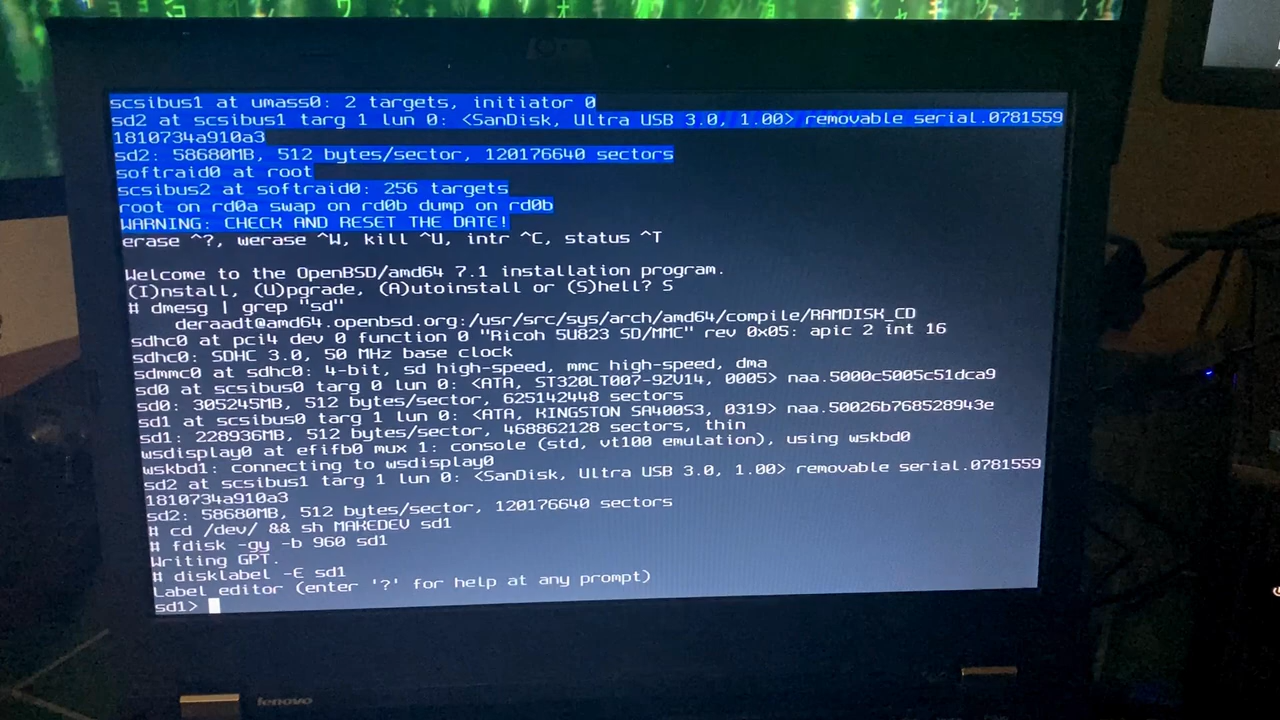 scsibus1 at umass0: 2 targets, initiator 0
sd2 at scsibus1 targ 1 lun 0: <SanDisk, Ultra USB 3.0, 1.00> removable serial.0781559
1810734a910a3
sd2: 58680MB, 512 bytes/sector, 120176640 sectors
softraid0 at root
scsibus2 at softraid0: 256 targets
root on rd0a swap on rd0b dump on rd0b
WARNING: CHECK AND RESET THE DATE!
erase ^?, werase ^W, kill ^U, intr ^C, status ^T
Welcome to the OpenBSD/amd64 7.1 installation program.
(I)nstall, (U)pgrade, (A)utoinstall or (S)hell? S
# dmesg | grep "sd"
deraadt@amd64.openbsd.org:/usr/src/sys/arch/amd64/compile/RAMDISK_CD
sdhc0 at pci4 dev 0 function 0 "Ricoh 5U823 SD/MMC" rev 0x05: apic 2 int 16
sdhc0: SDHC 3.0, 50 MHz base clock
sdmmc0 at sdhc0: 4-bit, sd high-speed, mmc high-speed, dma
sd0 at scsibus0 targ 0 lun 0: <ATA, ST320LT007-9ZV14, 0005> naa.5000c5005c51dca9
sd0: 305245MB, 512 bytes/sector, 625142448 sectors
sd1 at scsibus0 targ 1 lun 0: <ATA, KINGSTON SA400S3, 0319> naa.50026b768528943e
sd1: 228936MB, 512 bytes/sector, 468862128 sectors, thin
wsdisplay0 at efifb0 mux 1: console (std, vt100 emulation), using wskbd0
wskbd1: connecting to wsdisplay0
sd2 at scsibus1 targ 1 lun 0: <SanDisk, Ultra USB 3.0, 1.00> removable serial.0781559
1810734a910a3
sd2: 58680MB, 512 bytes/sector, 120176640 sectors
# cd /dev/ && sh MAKEDEV sd1
# fdisk -gy -b 960 sd1
Writing GPT.
# disklabel -E sd1
Label editor (enter '?' for help at any prompt)
sd1>
lenovo